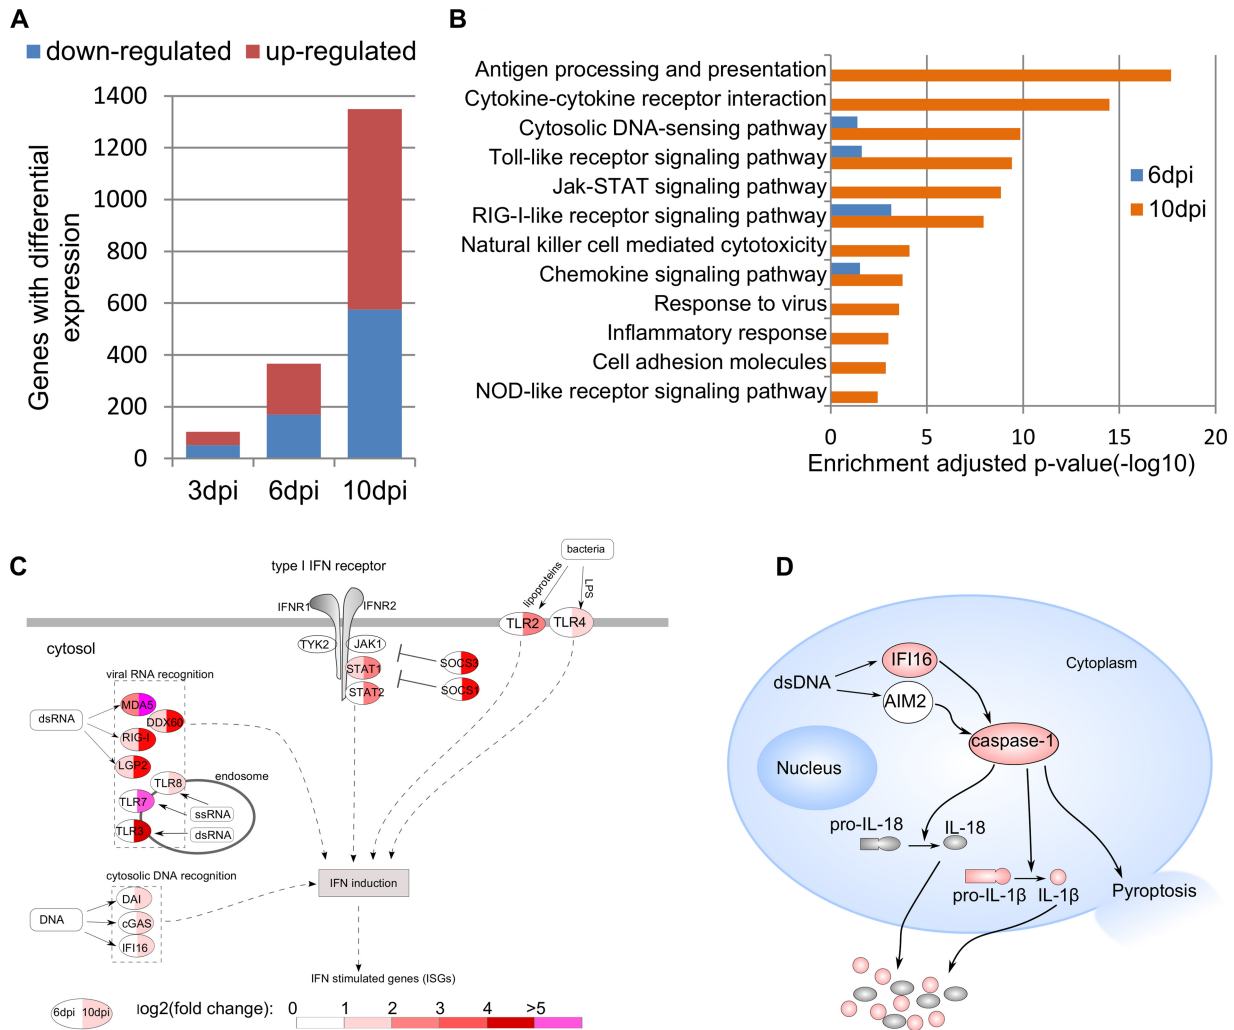 A
down-regulated up-regulated
1400
1200
1000
800
600
400
200
0
Genes with differential
expression
3dpi 6dpi 10dpi
B
Antigen processing and presentation
Cytokine-cytokine receptor interaction
Cytosolic DNA-sensing pathway
Toll-like receptor signaling pathway
Jak-STAT signaling pathway
RIG-I-like receptor signaling pathway
Natural killer cell mediated cytotoxicity
Chemokine signaling pathway
Response to virus
Inflammatory response
Cell adhesion molecules
NOD-like receptor signaling pathway
6dpi
10dpi
0 5 10 15 20
Enrichment adjusted p-value(-log10)
C
bacteria
type I IFN receptor
lipoproteins
LPS
IFNR1 IFNR2
TLR2 TLR4
cytosol
TYK2 JAK1
STAT1 SOCS3
STAT2 SOCS1
viral RNA recognition
dsRNA
MDA5
DDX60
RIG-I
LGP2
endosome
TLR8
TLR7
ssRNA
TLR3
dsRNA
cytosolic DNA recognition
DNA
DAI
cGAS
IFI16
IFN induction
IFN stimulated genes (ISGs)
6dpi 10dpi
log2(fold change): 0 1 2 3 4 >5
D
Cytoplasm
IFI16
dsDNA
AIM2
caspase-1
Nucleus
pro-IL-18 IL-18
pro-IL-1β IL-1β
Pyroptosis